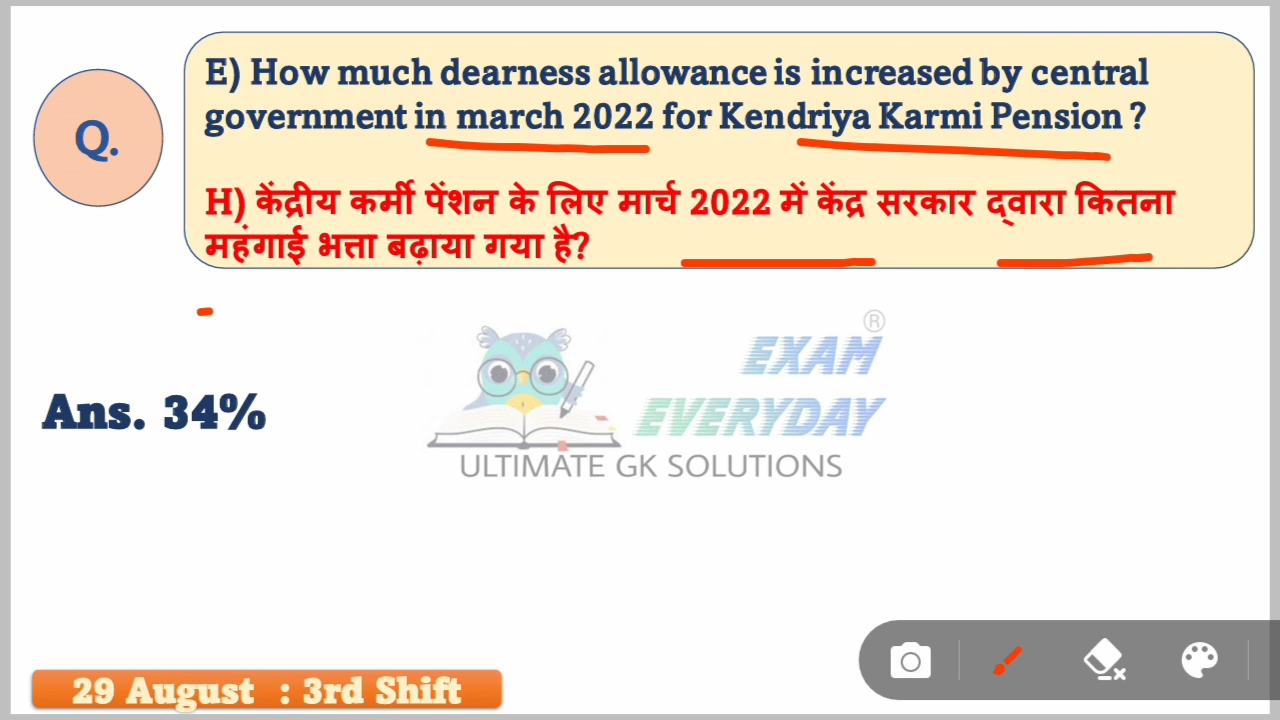 Q.
E) How much dearness allowance is increased by central
government in march 2022 for Kendriya Karmi Pension ?
H) केंद्रीय कर्मी पेंशन के लिए मार्च 2022 में केंद्र सरकार द्वारा कितना
महंगाई भत्ता बढ़ाया गया है?
Ans. 34%
®
EXAM
EVERYDAY
ULTIMATE GK SOLUTIONS
29 August : 3rd Shift